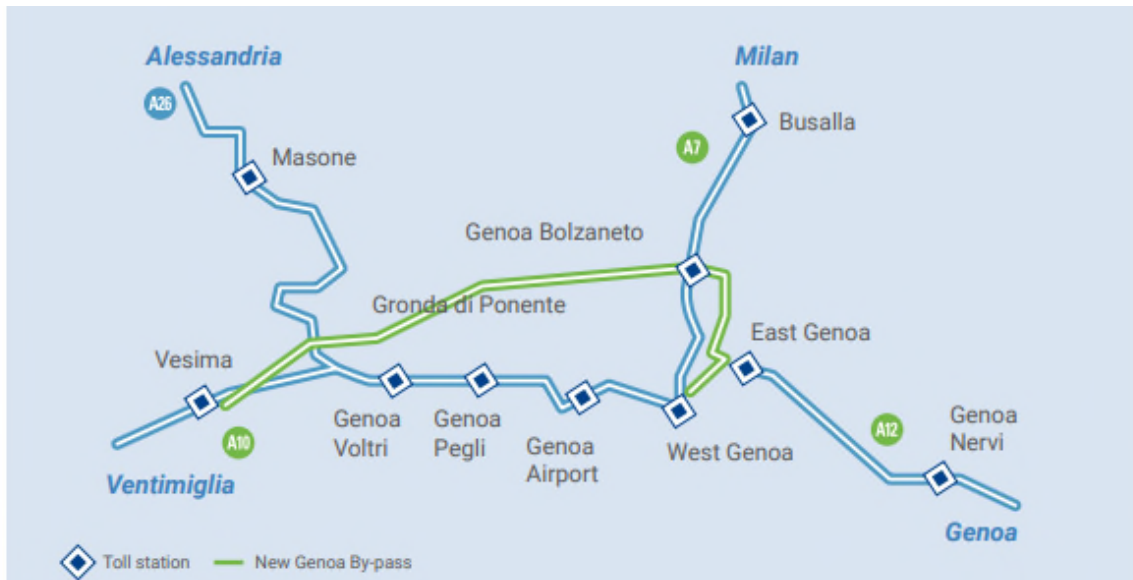 Alessandria
Milan
A26
Busalla
A7
Masone
Genoa Bolzaneto
Gronda di Ponente
East Genoa
Vesima
Genoa
Voltri
Genoa
Pegli
Genoa
Airport
West Genoa
A12
Genoa
Nervi
A10
Ventimiglia
Genoa
Toll station
New Genoa By-pass